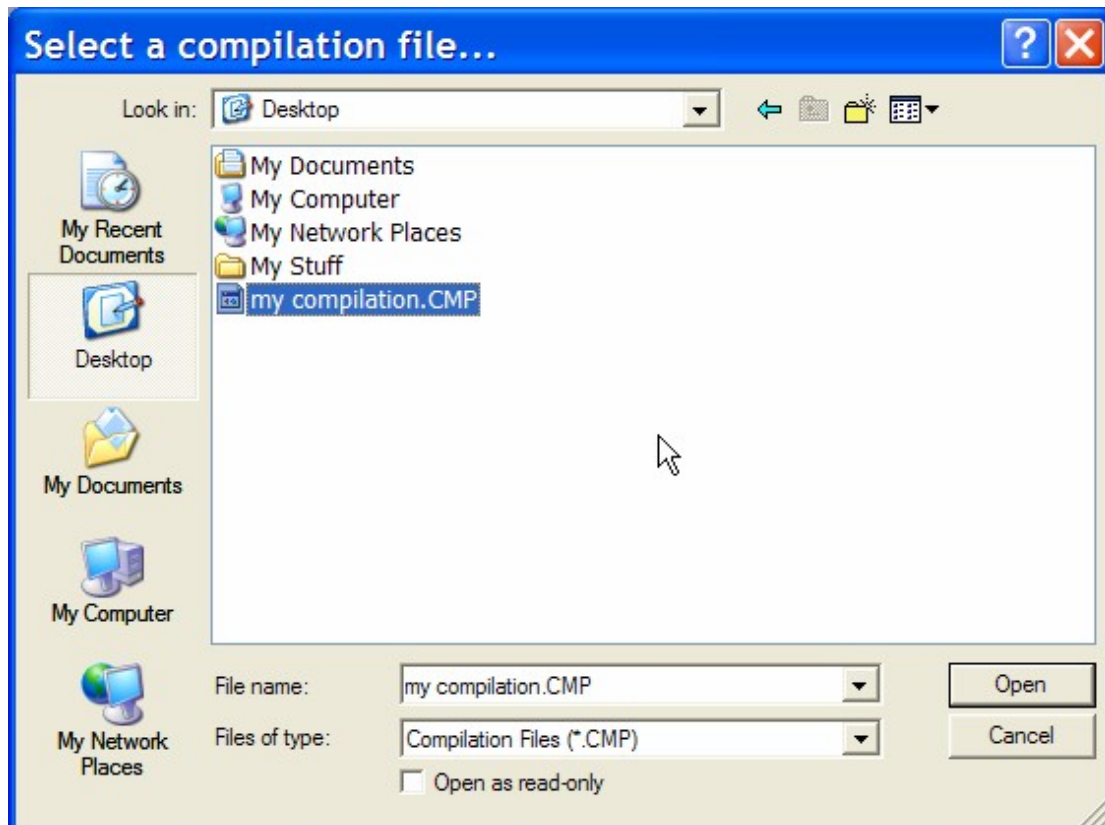 Select a compilation file...
Look in:
Desktop
My Recent
Documents
Desktop
My Documents
My Computer
My Network
Places
My Documents
My Computer
My Network Places
My Stuff
my compilation.CMP
File name:
my compilation.CMP
Open
Files of type:
Compilation Files (*.CMP)
Cancel
Open as read-only